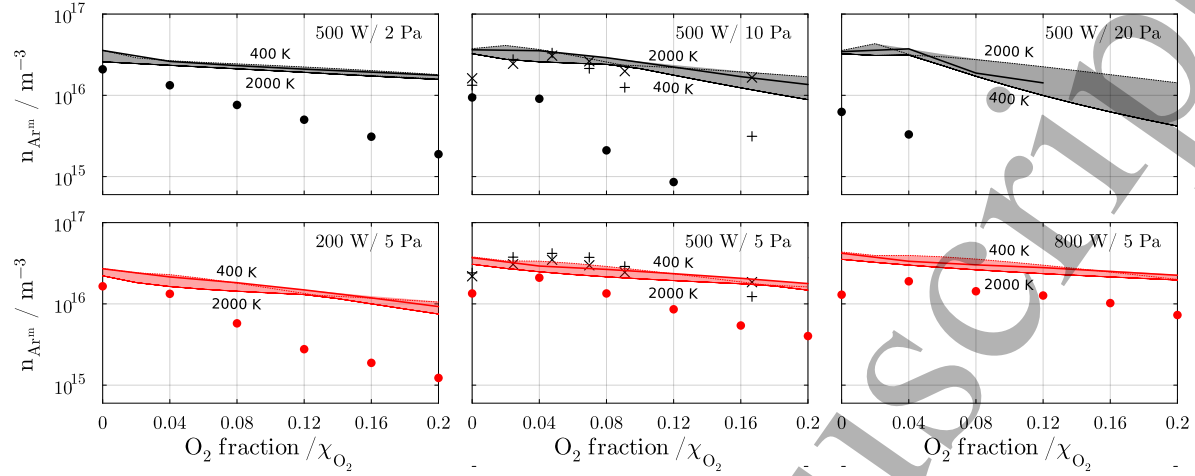 10^17 500 W/ 2 Pa 500 W/ 10 Pa 500 W/ 20 Pa
400 K 2000 K 2000 K
n_Ar^m / m^−3 10^16 2000 K 400 K 400 K
10^15
10^17 200 W/ 5 Pa 500 W/ 5 Pa 800 W/ 5 Pa
400 K 400 K 400 K
n_Ar^m / m^−3 10^16 2000 K 2000 K 2000 K
10^15
0 0.04 0.08 0.12 0.16 0.2 0 0.04 0.08 0.12 0.16 0.2 0 0.04 0.08 0.12 0.16 0.2
O_2 fraction /χ_O_2 O_2 fraction /χ_O_2 O_2 fraction /χ_O_2